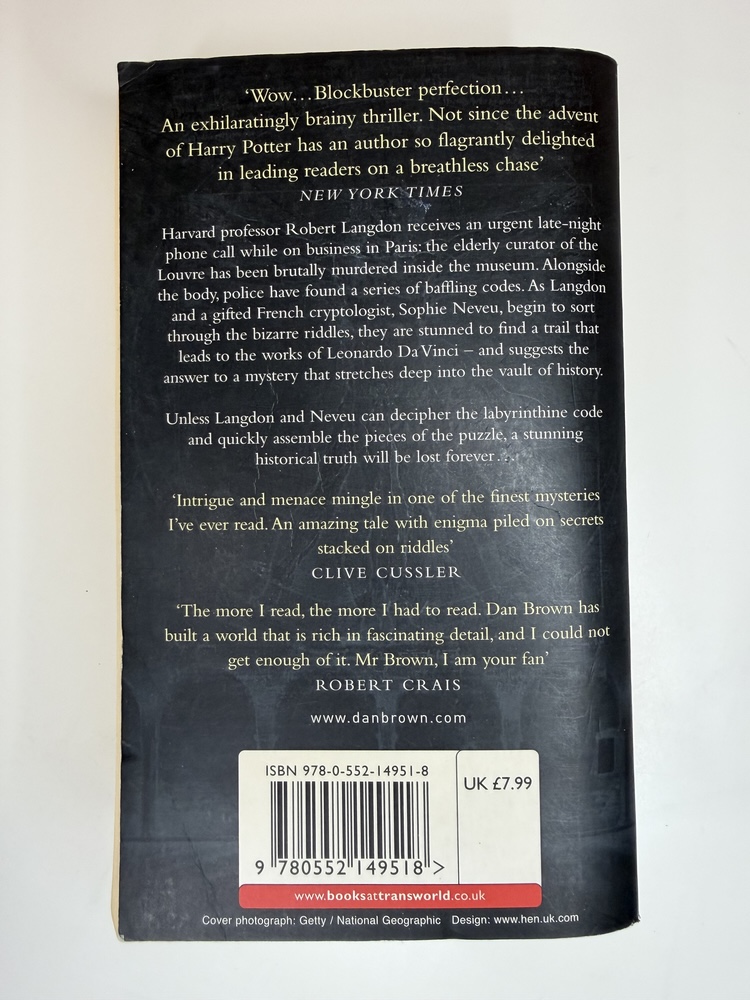 ‘Wow…Blockbuster perfection…
An exhilaratingly brainy thriller. Not since the advent
of Harry Potter has an author so flagrantly delighted
in leading readers on a breathless chase’
NEW YORK TIMES
Harvard professor Robert Langdon receives an urgent late-night
phone call while on business in Paris: the elderly curator of the
Louvre has been brutally murdered inside the museum. Alongside
the body, police have found a series of baffling codes. As Langdon
and a gifted French cryptologist, Sophie Neveu, begin to sort
through the bizarre riddles, they are stunned to find a trail that
leads to the works of Leonardo Da Vinci – and suggests the
answer to a mystery that stretches deep into the vault of history.
Unless Langdon and Neveu can decipher the labyrinthine code
and quickly assemble the pieces of the puzzle, a stunning
historical truth will be lost forever…
‘Intrigue and menace mingle in one of the finest mysteries
I’ve ever read. An amazing tale with enigma piled on secrets
stacked on riddles’
CLIVE CUSSLER
‘The more I read, the more I had to read. Dan Brown has
built a world that is rich in fascinating detail, and I could not
get enough of it. Mr Brown, I am your fan’
ROBERT CRAIS
www.danbrown.com
ISBN 978-0-552-14951-8
UK £7.99
9 780552 149518 >
www.booksattransworld.co.uk
Cover photograph: Getty / National Geographic Design: www.hen.uk.com